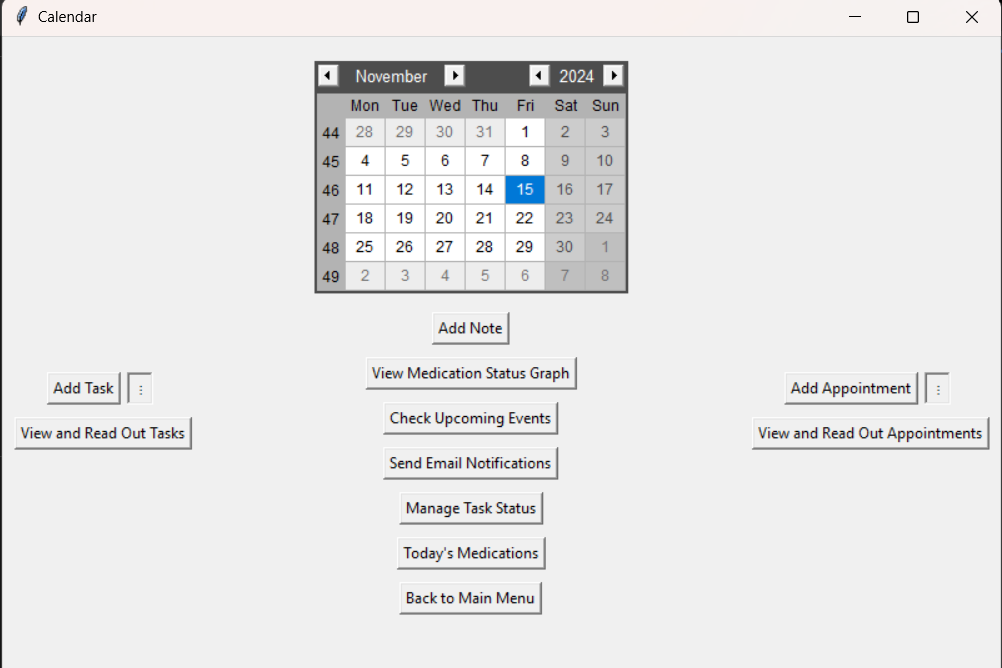 Calendar
November 2024
Mon Tue Wed Thu Fri Sat Sun
44 28 29 30 31 1 2 3
45 4 5 6 7 8 9 10
46 11 12 13 14 15 16 17
47 18 19 20 21 22 23 24
48 25 26 27 28 29 30 1
49 2 3 4 5 6 7 8
Add Note
View Medication Status Graph
Add Task ⋮
Add Appointment ⋮
Check Upcoming Events
View and Read Out Tasks
View and Read Out Appointments
Send Email Notifications
Manage Task Status
Today's Medications
Back to Main Menu